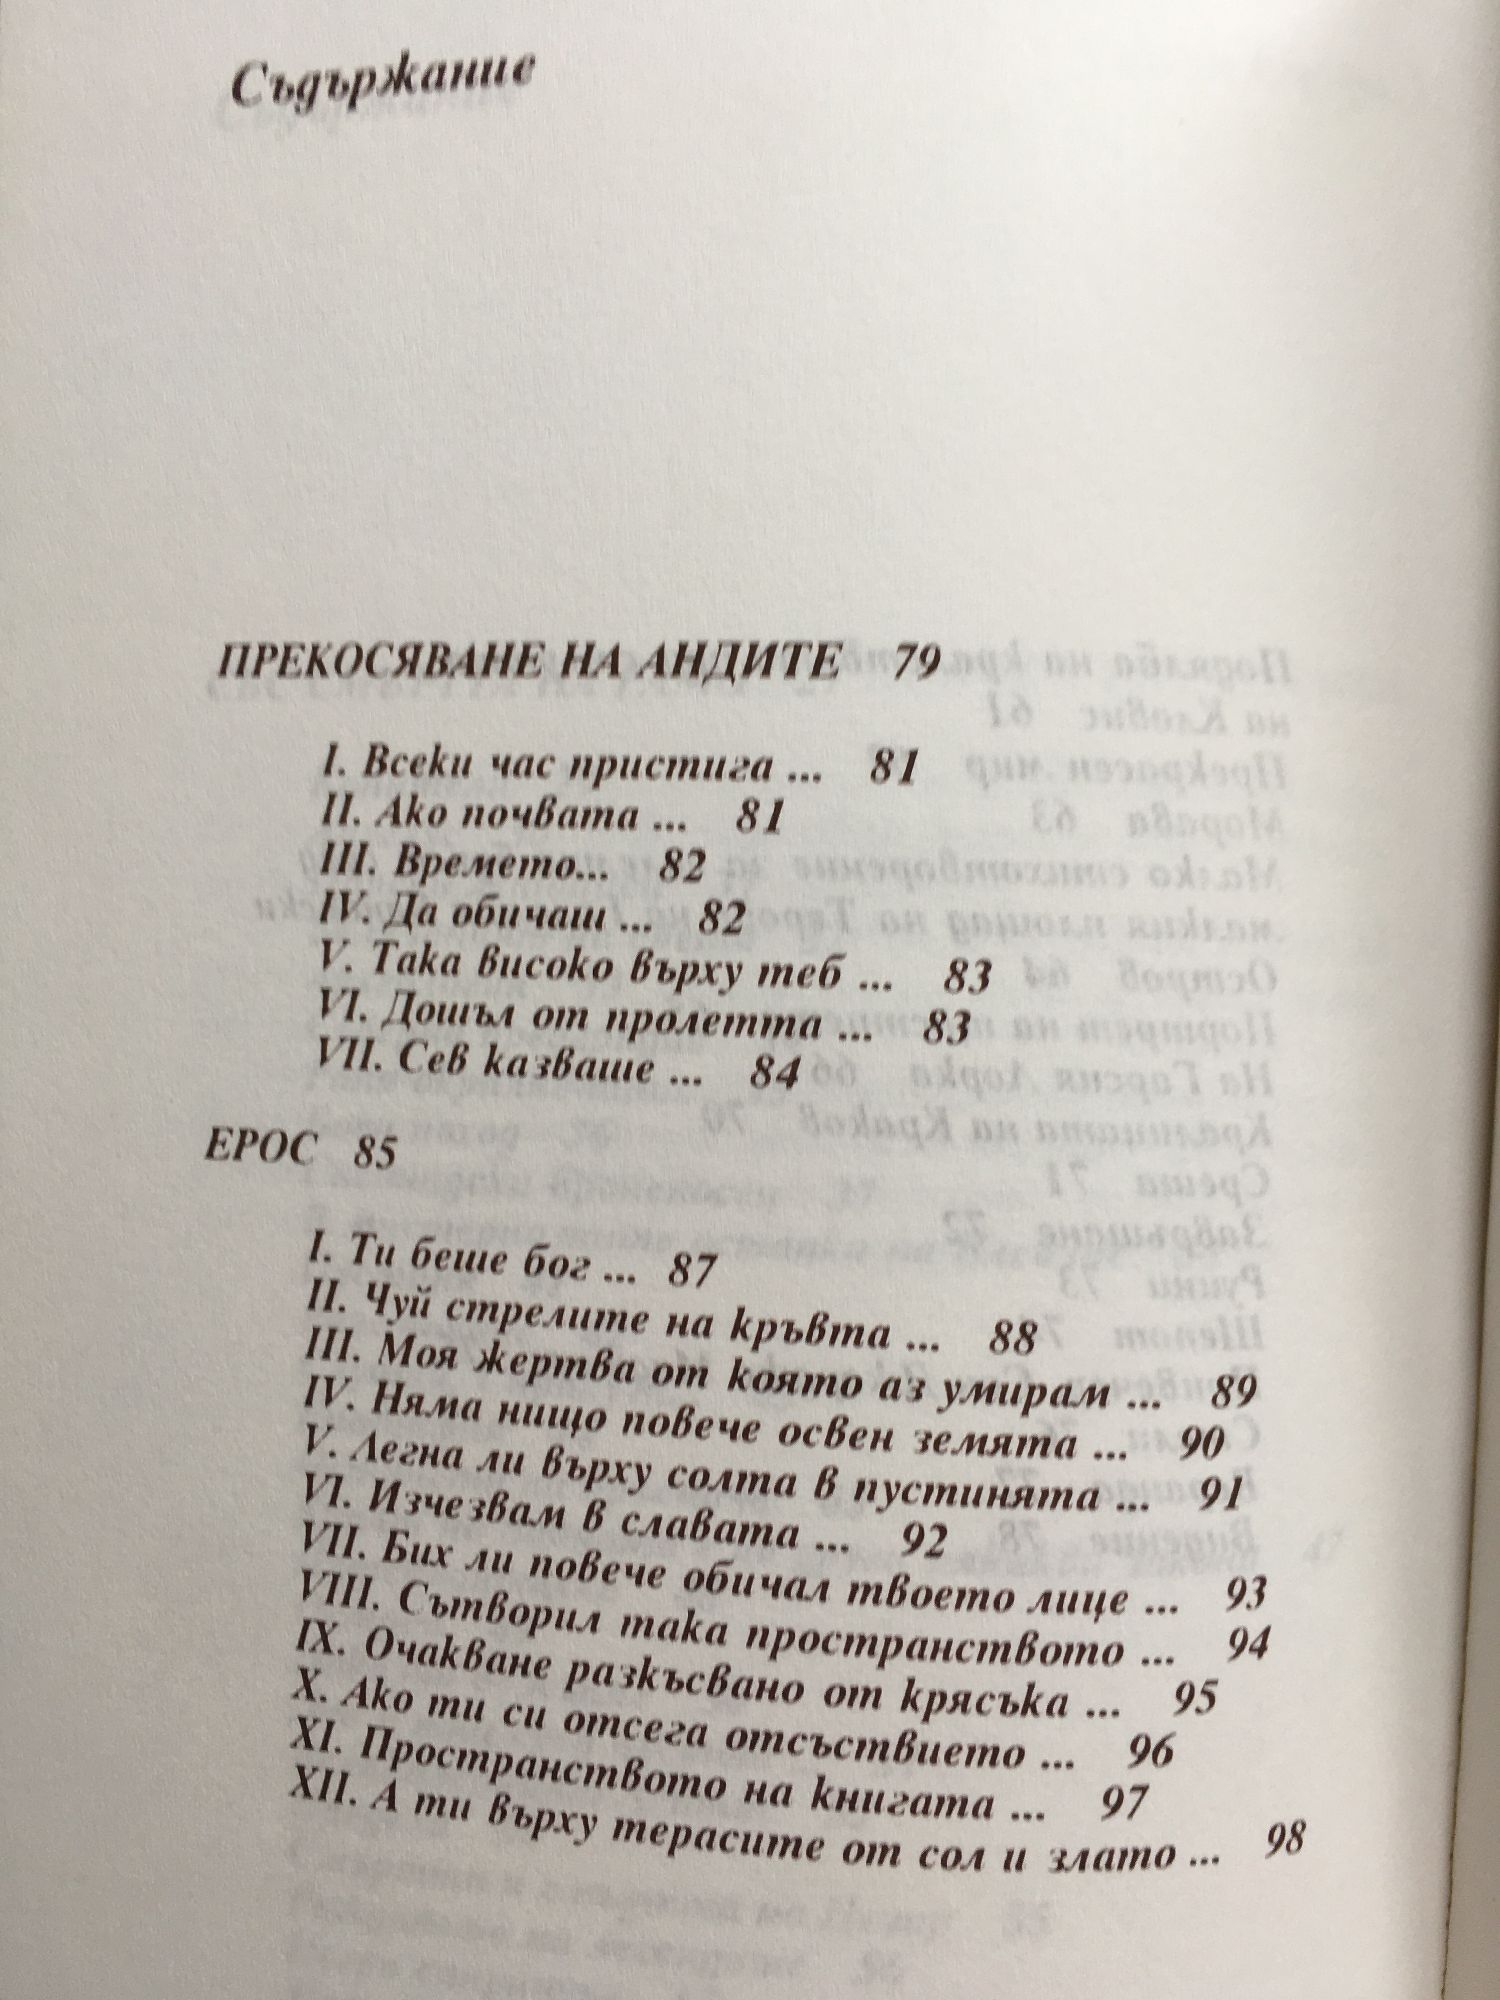 Съдържание
ПРЕКОСЯВАНЕ НА АНДИТЕ 79
I. Всеки час пристига ... 81
II. Ако почвата ... 81
III. Времето... 82
IV. Да обичаш ... 82
V. Така високо върху теб ... 83
VI. Дошъл от пролетта ... 83
VII. Сев казваше ... 84
ЕРОС 85
I. Ти беше бог ... 87
II. Чуй стрелите на кръвта ... 88
III. Моя жертва от която аз умирам ... 89
IV. Няма нищо повече освен земята ... 90
V. Легна ли върху солта в пустинята ... 91
VI. Изчезвам в славата ... 92
VII. Бих ли повече обичал твоето лице ... 93
VIII. Сътворил така пространството ... 94
IX. Очакване разкъсвано от крясъка ... 95
X. Ако ти си отсега отсъствието ... 96
XI. Пространството на книгата ... 97
XII. А ти върху терасите от сол и злато ... 98